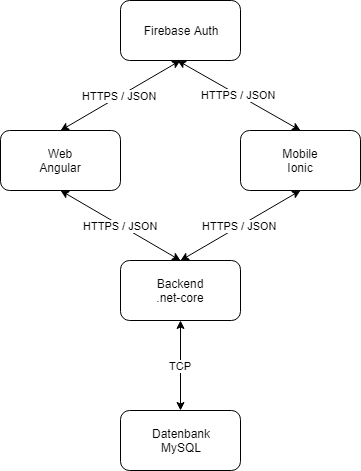 Firebase Auth
HTTPS / JSON
HTTPS / JSON
Web
Angular
Mobile
Ionic
HTTPS / JSON
HTTPS / JSON
Backend
.net-core
TCP
Datenbank
MySQL